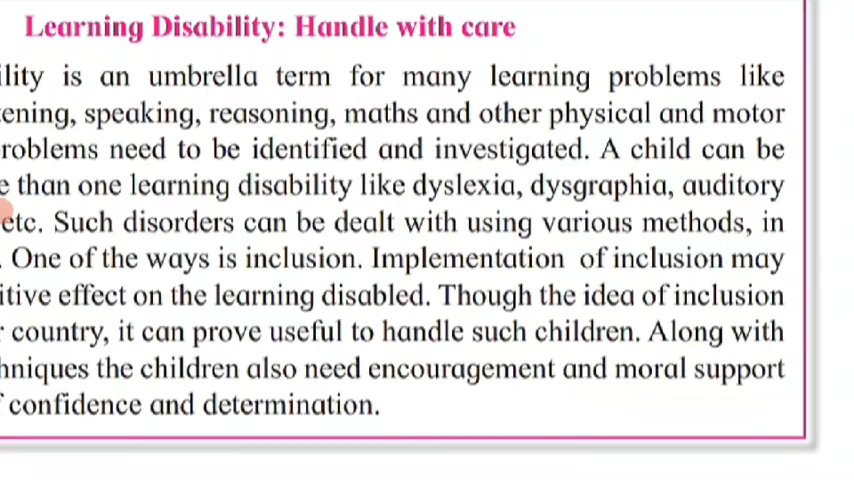 Learning Disability: Handle with care
ility is an umbrella term for many learning problems like
ening, speaking, reasoning, maths and other physical and motor
roblems need to be identified and investigated. A child can be
e than one learning disability like dyslexia, dysgraphia, auditory
etc. Such disorders can be dealt with using various methods, in
. One of the ways is inclusion. Implementation of inclusion may
itive effect on the learning disabled. Though the idea of inclusion
country, it can prove useful to handle such children. Along with
hniques the children also need encouragement and moral support
confidence and determination.